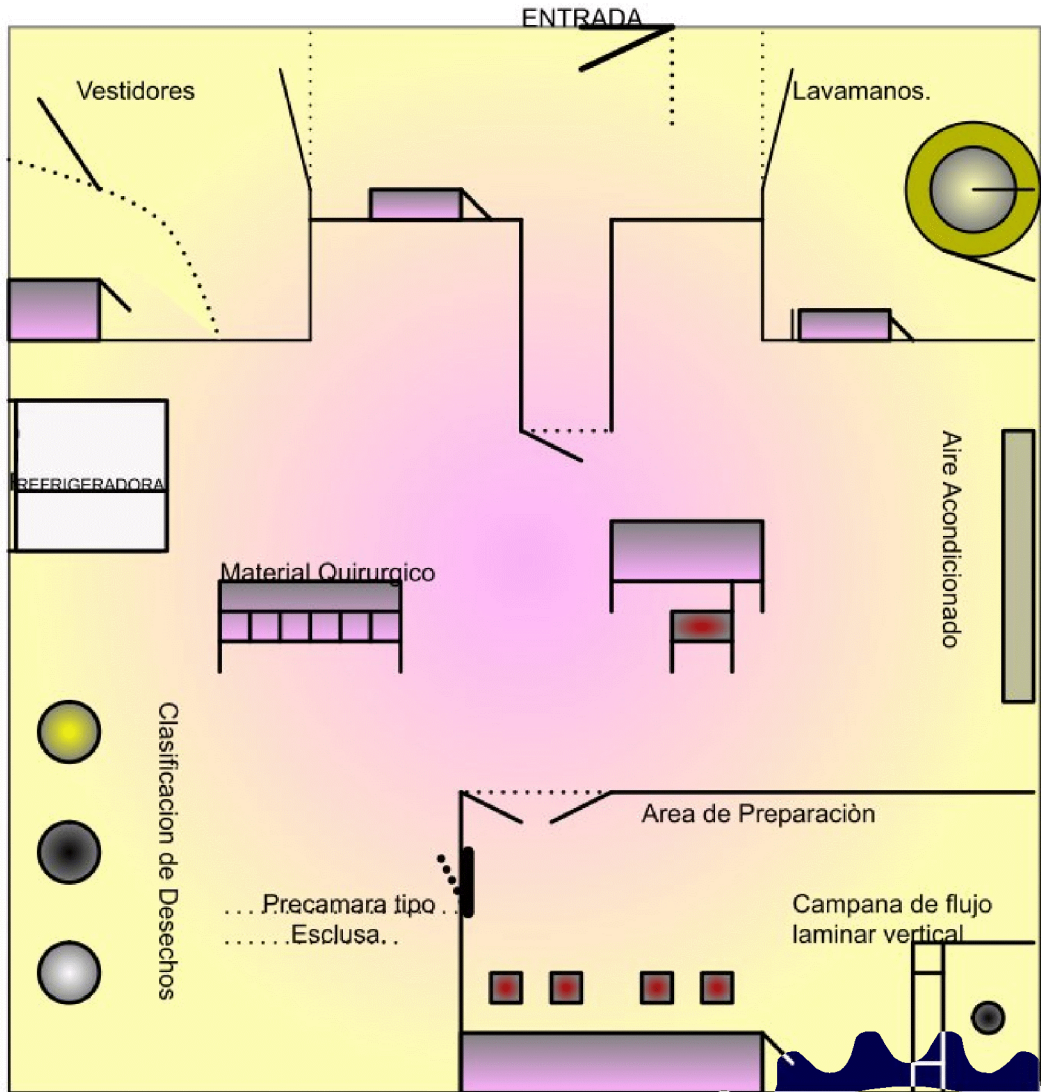 ENTRADA
Vestidores
Lavamanos.
REFRIGERADORA
Aire Acondicionado
Material Quirurgico
Clasificacion de Desechos
Area de Preparaciòn
Precamara tipo
Esclusa.
Campana de flujo
laminar vertical